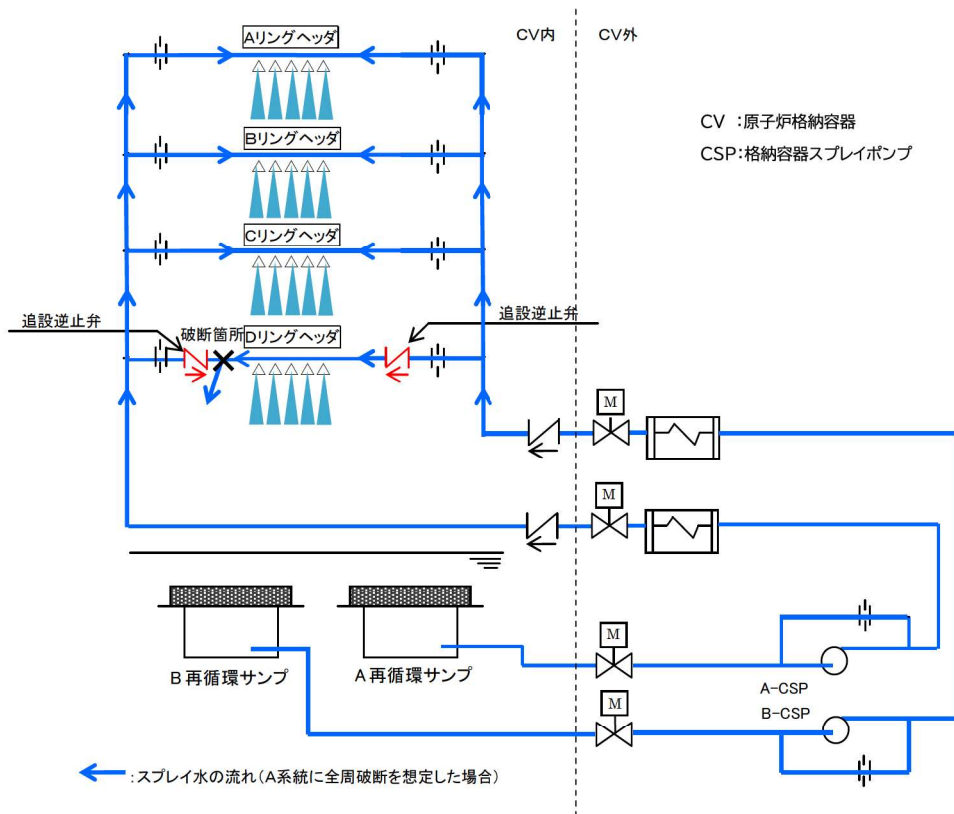 CV内
CV外
Aリングヘッダ
CV :原子炉格納容器
CSP:格納容器スプレイポンプ
Bリングヘッダ
Cリングヘッダ
追設逆止弁
追設逆止弁
破断箇所
Dリングヘッダ
M
M
M
B再循環サンプ
A再循環サンプ
A-CSP
B-CSP
M
:スプレイ水の流れ(A系統に全周破断を想定した場合)